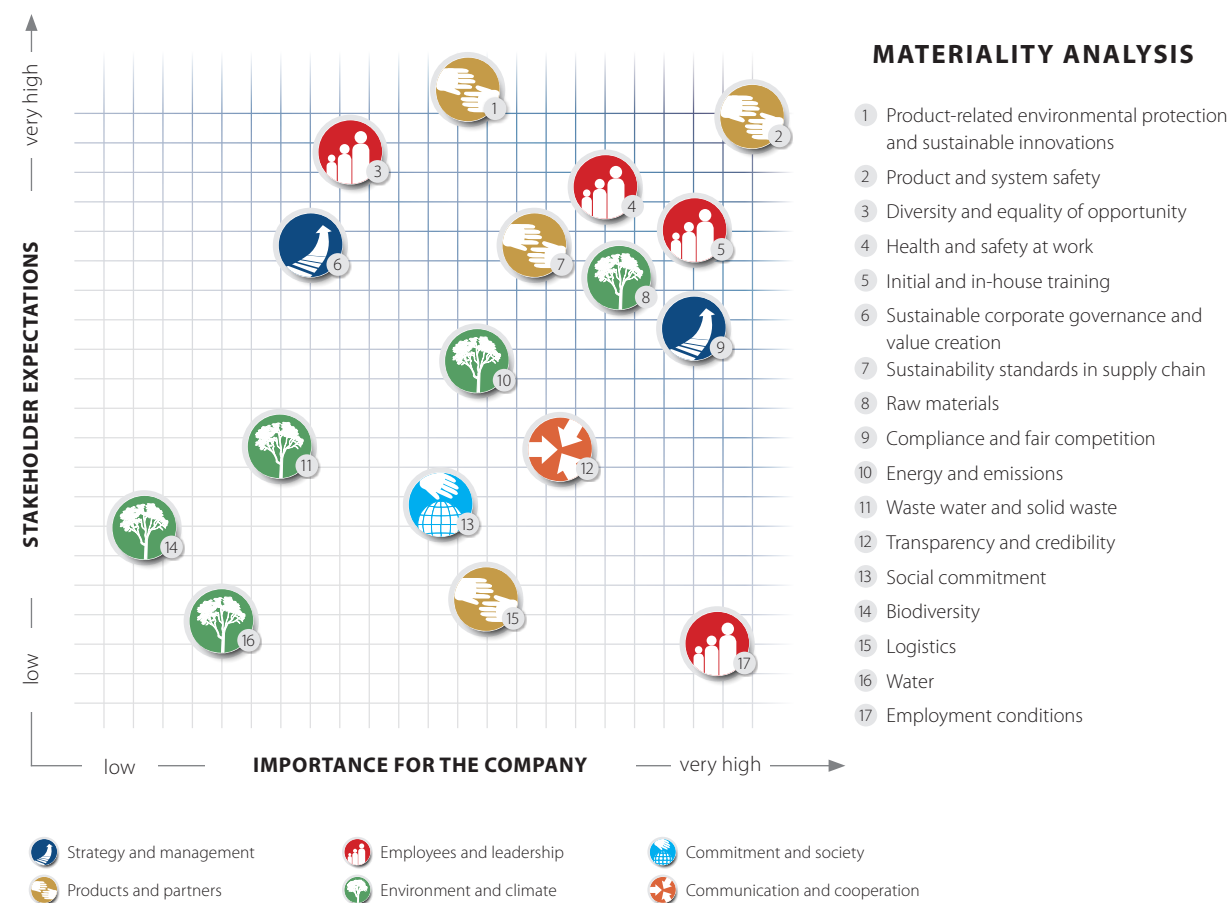 very high
STAKEHOLDER EXPECTATIONS
low
low
IMPORTANCE FOR THE COMPANY
very high
1
2
3
4
5
6
7
8
9
10
11
12
13
14
15
16
17
MATERIALITY ANALYSIS
1 Product-related environmental protection
and sustainable innovations
2 Product and system safety
3 Diversity and equality of opportunity
4 Health and safety at work
5 Initial and in-house training
6 Sustainable corporate governance and
value creation
7 Sustainability standards in supply chain
8 Raw materials
9 Compliance and fair competition
10 Energy and emissions
11 Waste water and solid waste
12 Transparency and credibility
13 Social commitment
14 Biodiversity
15 Logistics
16 Water
17 Employment conditions
Strategy and management
Employees and leadership
Commitment and society
Products and partners
Environment and climate
Communication and cooperation